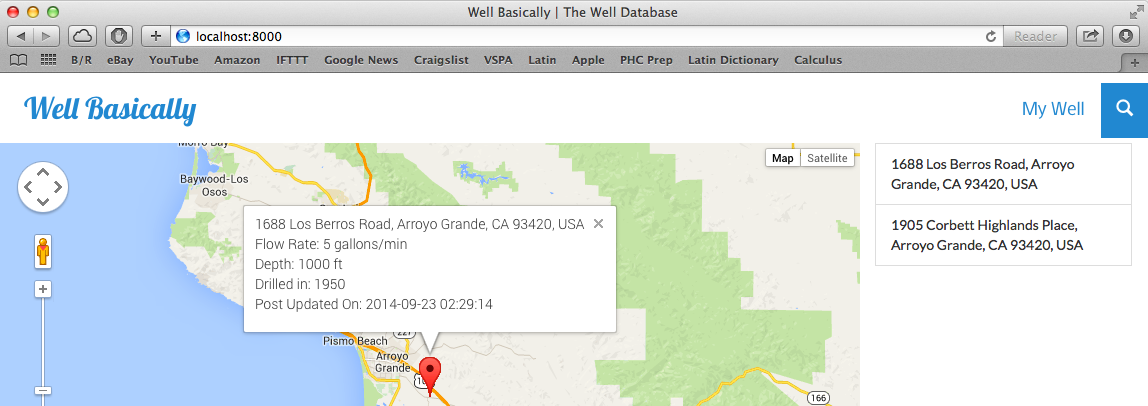 Well Basically | The Well Database
localhost:8000
Reader
B/R eBay YouTube Amazon IFTTT Google News Craigslist VSPA Latin Apple PHC Prep Latin Dictionary Calculus
Well Basically
My Well
Morro Bay
Baywood-Los
Osos
Map Satellite
1688 Los Berros Road, Arroyo Grande, CA 93420, USA
Flow Rate: 5 gallons/min
Depth: 1000 ft
Drilled in: 1950
Post Updated On: 2014-09-23 02:29:14
227
Pismo Beach
Arroyo
Grande
166
1688 Los Berros Road, Arroyo
Grande, CA 93420, USA
1905 Corbett Highlands Place,
Arroyo Grande, CA 93420, USA